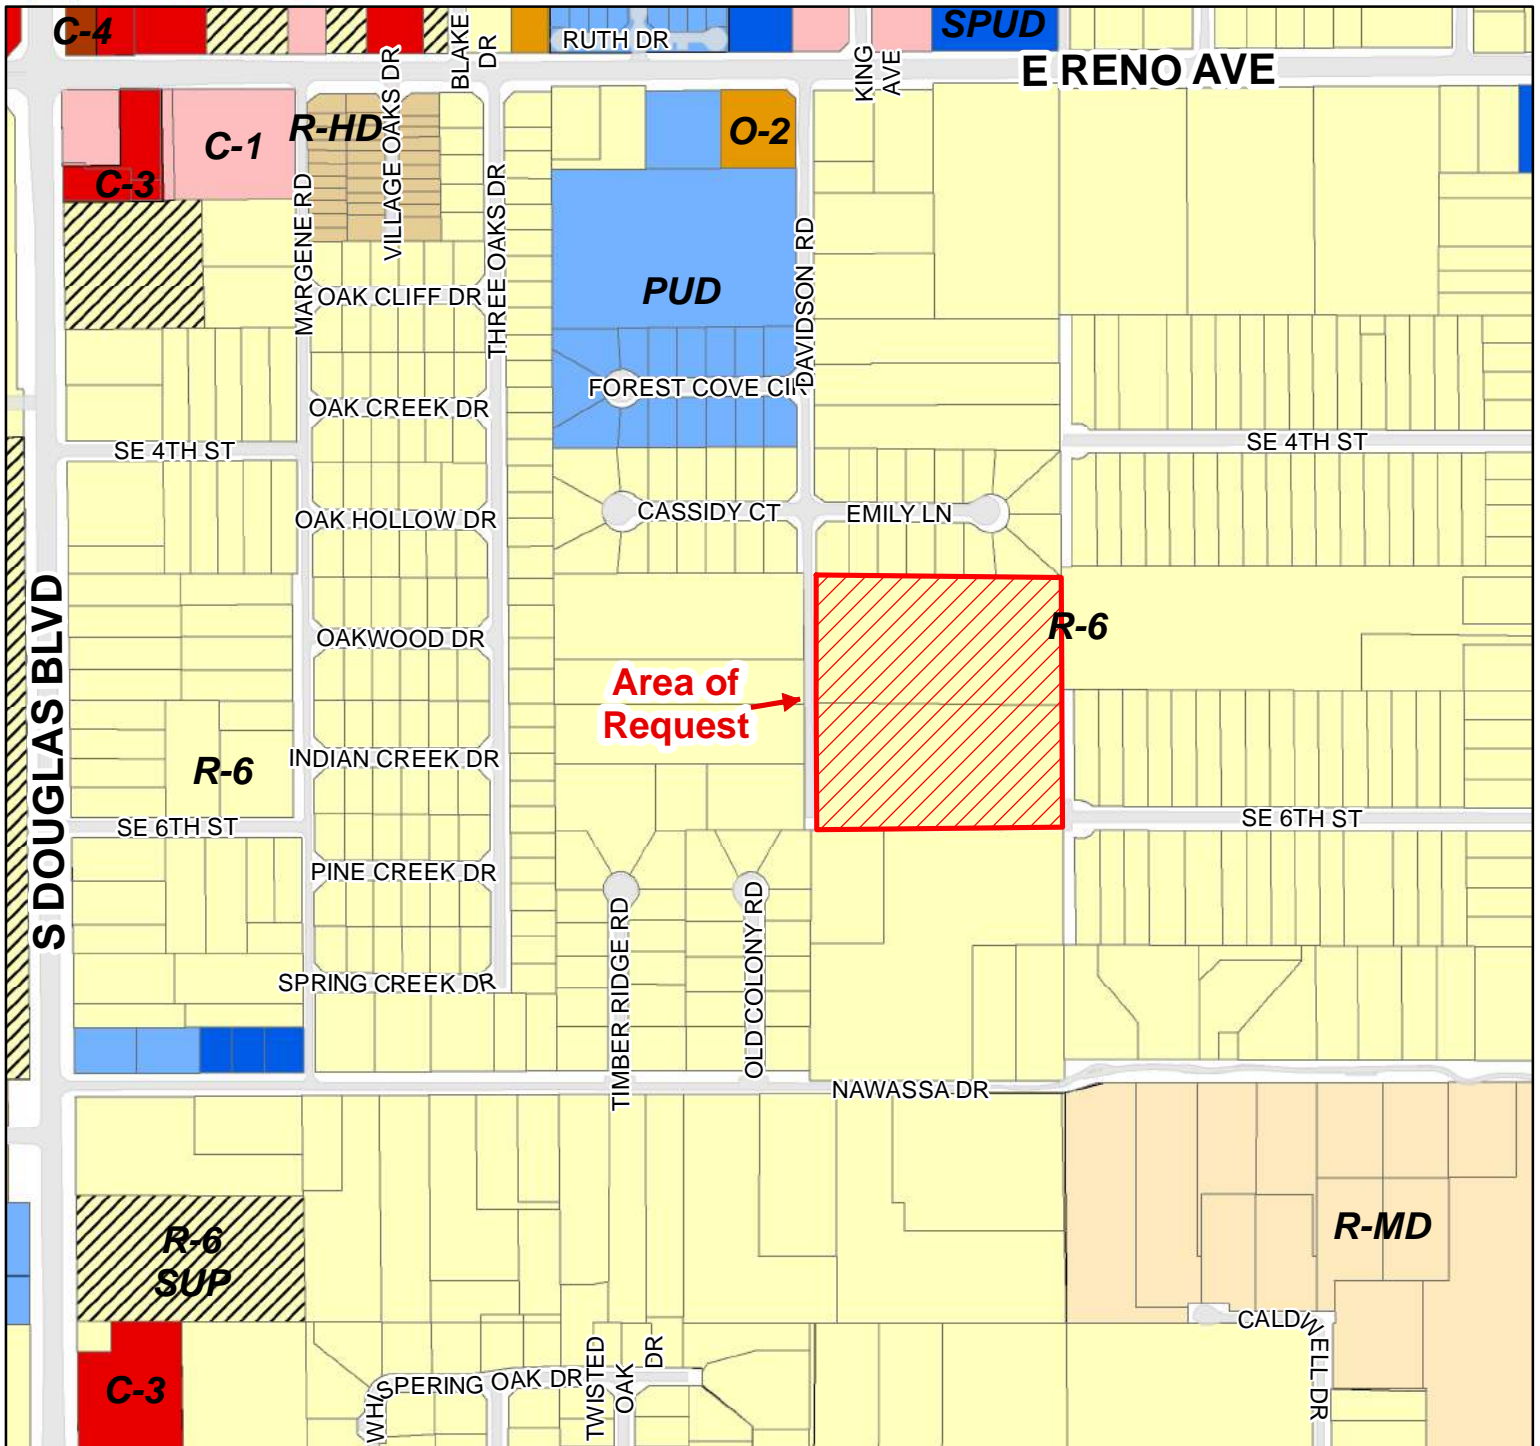 C-4
SPUD
RUTH DR
BLAKE
DR
KING
AVE
E RENO AVE
R-HD
C-1
O-2
C-3
VILLAGE OAKS DR
MARGENE RD
THREE OAKS DR
DAVIDSON RD
PUD
OAK CLIFF DR
FOREST COVE CIR
OAK CREEK DR
SE 4TH ST
SE 4TH ST
OAK HOLLOW DR
CASSIDY CT
EMILY LN
S DOUGLAS BLVD
OAKWOOD DR
R-6
Area of
Request
INDIAN CREEK DR
R-6
SE 6TH ST
SE 6TH ST
PINE CREEK DR
TIMBER RIDGE RD
OLD COLONY RD
SPRING CREEK DR
NAWASSA DR
R-6
SUP
R-MD
CALDWELL DR
C-3
WHISPERING OAK DR
TWISTED
OAK
DR